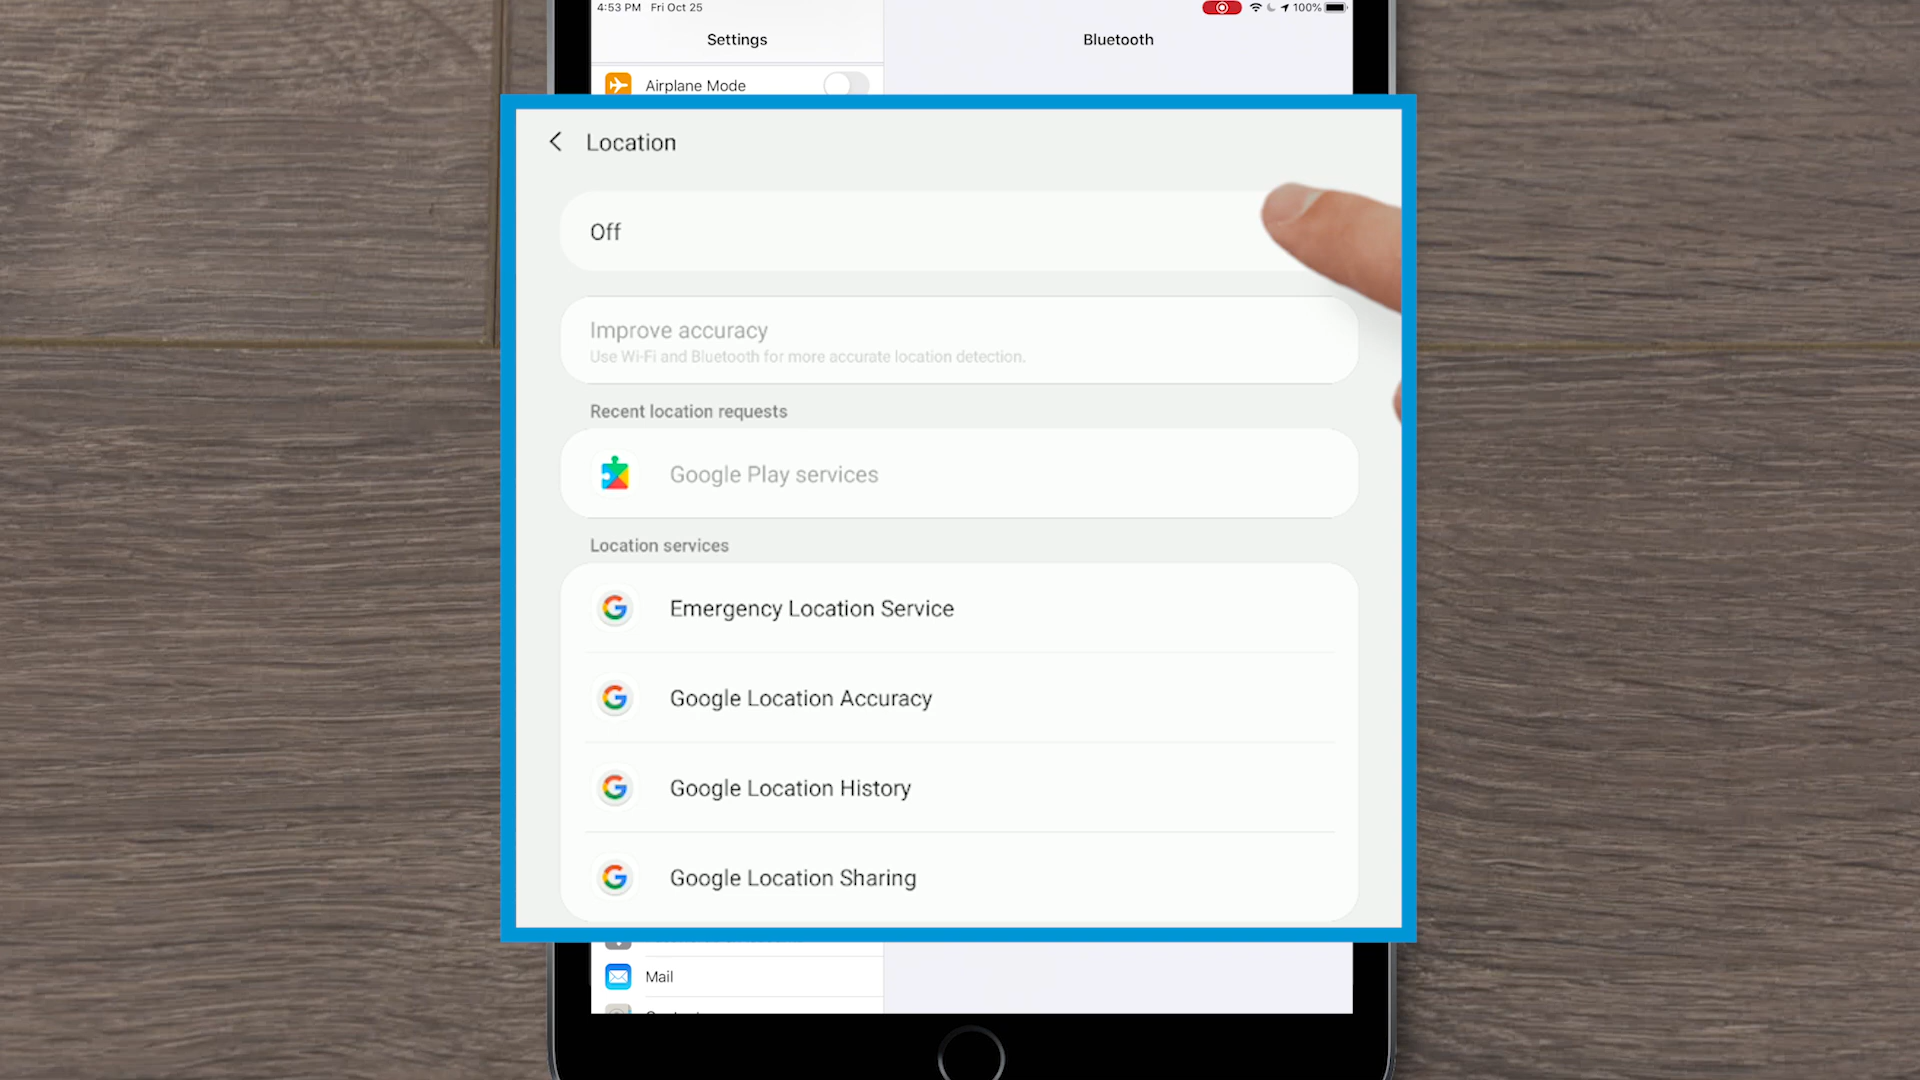 4:53 PM Fri Oct 25
100%
Settings
Bluetooth
Airplane Mode
Location
Off
Improve accuracy
Use Wi-Fi and Bluetooth for more accurate location detection.
Recent location requests
Google Play services
Location services
Emergency Location Service
Google Location Accuracy
Google Location History
Google Location Sharing
Mail